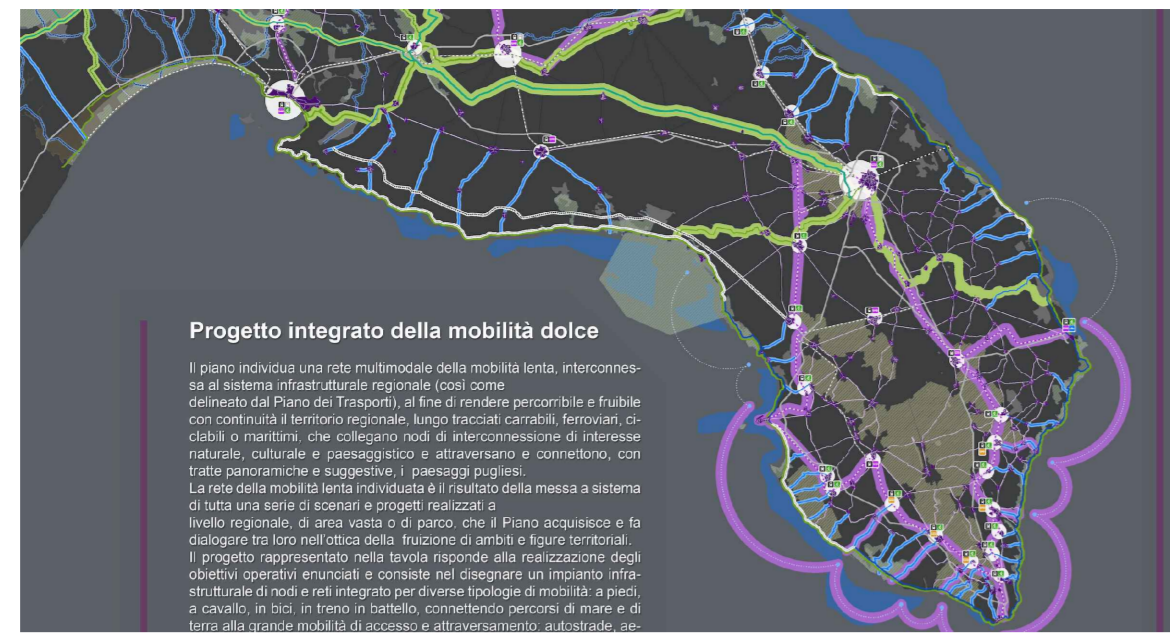 Progetto integrato della mobilità dolce
Il piano individua una rete multimodale della mobilità lenta, interconnes-
sa al sistema infrastrutturale regionale (così come
delineato dal Piano dei Trasporti), al fine di rendere percorribile e fruibile
con continuità il territorio regionale, lungo tracciati carrabili, ferroviari, ci-
clabili o marittimi, che collegano nodi di interconnessione di interesse
naturale, culturale e paesaggistico e attraversano e connettono, con
tratte panoramiche e suggestive, i paesaggi pugliesi.
La rete della mobilità lenta individuata è il risultato della messa a sistema
di tutta una serie di scenari e progetti realizzati a
livello regionale, di area vasta o di parco, che il Piano acquisisce e fa
dialogare tra loro nell'ottica della fruizione di ambiti e figure territoriali.
Il progetto rappresentato nella tavola risponde alla realizzazione degli
obiettivi operativi enunciati e consiste nel disegnare un impianto infra-
strutturale di nodi e reti integrato per diverse tipologie di mobilità: a piedi,
a cavallo, in bici, in treno in battello, connettendo percorsi di mare e di
terra alla grande mobilità di accesso e attraversamento: autostrade, ae-